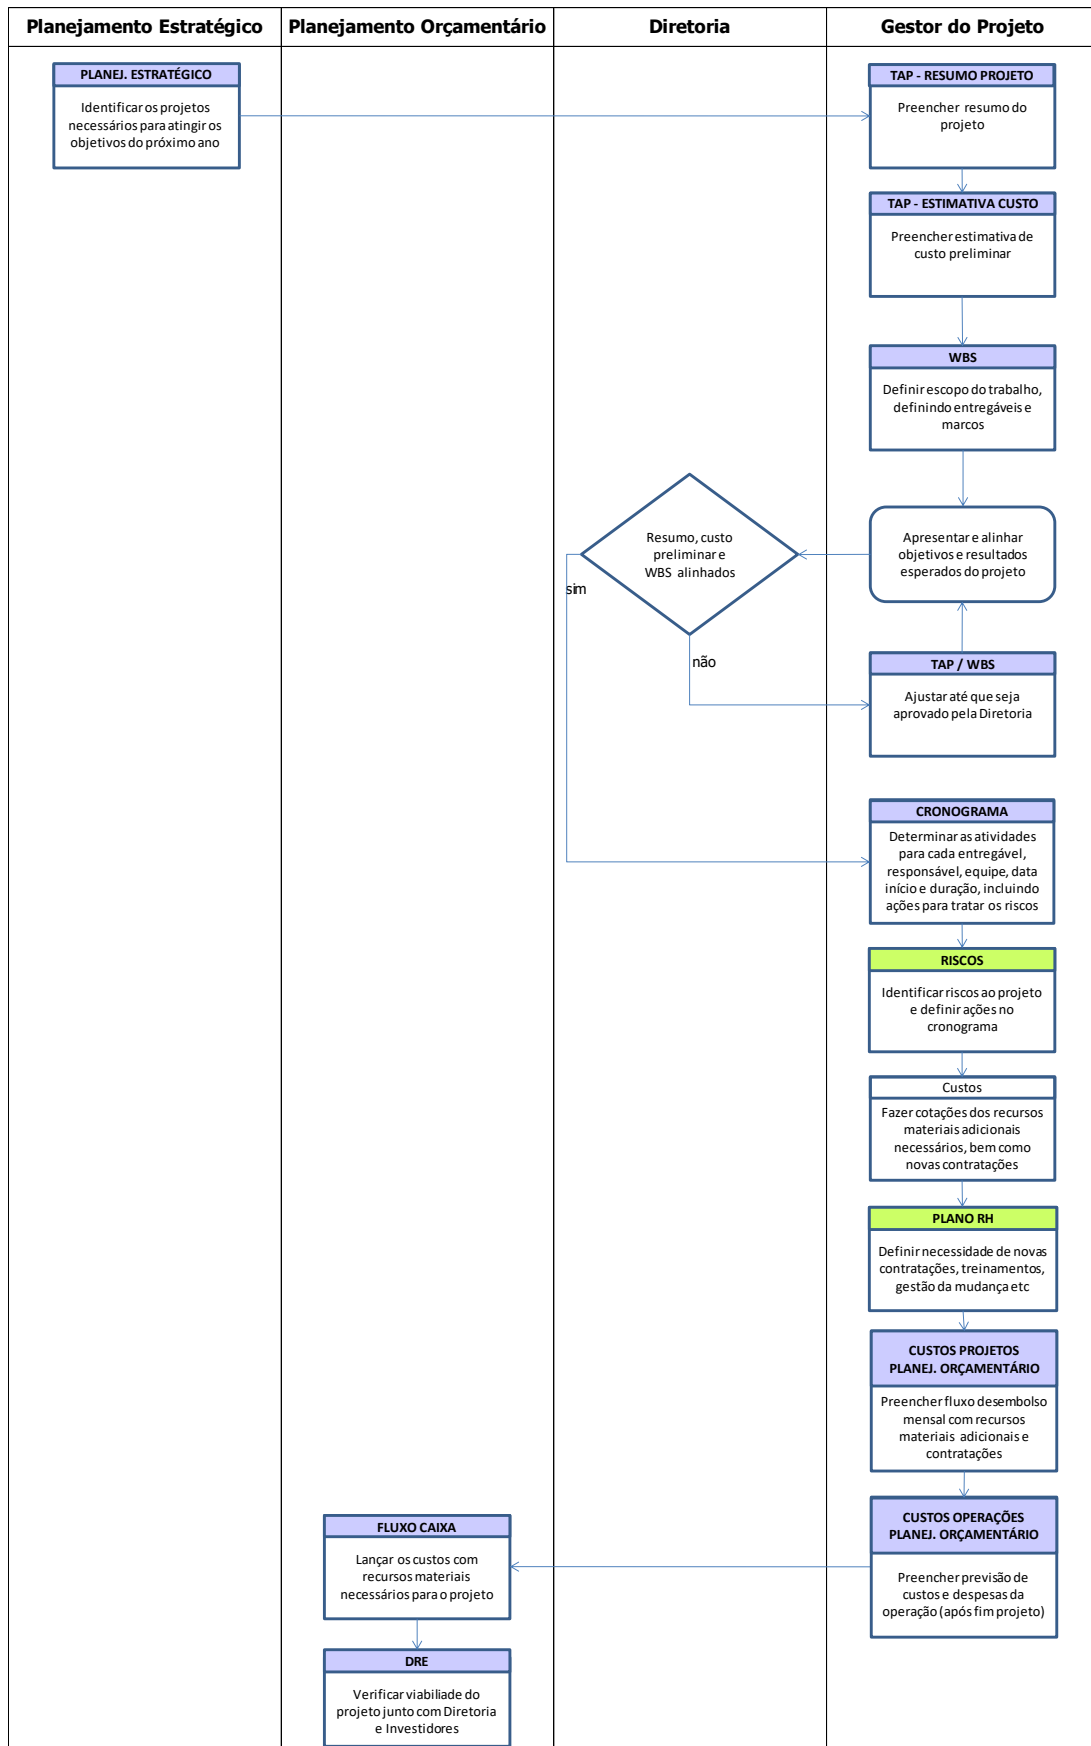 Planejamento Estratégico
Planejamento Orçamentário
Diretoria
Gestor do Projeto
PLANEJ. ESTRATÉGICO
Identificar os projetos
necessários para atingir os
objetivos do próximo ano
TAP - RESUMO PROJETO
Preencher resumo do
projeto
TAP - ESTIMATIVA CUSTO
Preencher estimativa de
custo preliminar
WBS
Definir escopo do trabalho,
definindo entregáveis e
marcos
Apresentar e alinhar
objetivos e resultados
esperados do projeto
Resumo, custo
preliminar e
WBS alinhados
sim
não
TAP / WBS
Ajustar até que seja
aprovado pela Diretoria
CRONOGRAMA
Determinar as atividades
para cada entregável,
responsável, equipe, data
início e duração, incluindo
ações para tratar os riscos
RISCOS
Identificar riscos ao projeto
e definir ações no
cronograma
Custos
Fazer cotações dos recursos
materiais adicionais
necessários, bem como
novas contratações
PLANO RH
Definir necessidade de novas
contratações, treinamentos,
gestão da mudança etc
CUSTOS PROJETOS
PLANEJ. ORÇAMENTÁRIO
Preencher fluxo desembolso
mensal com recursos
materiais adicionais e
contratações
CUSTOS OPERAÇÕES
PLANEJ. ORÇAMENTÁRIO
Preencher previsão de
custos e despesas da
operação (após fim projeto)
FLUXO CAIXA
Lançar os custos com
recursos materiais
necessários para o projeto
DRE
Verificar viabiliade do
projeto junto com Diretoria
e Investidores